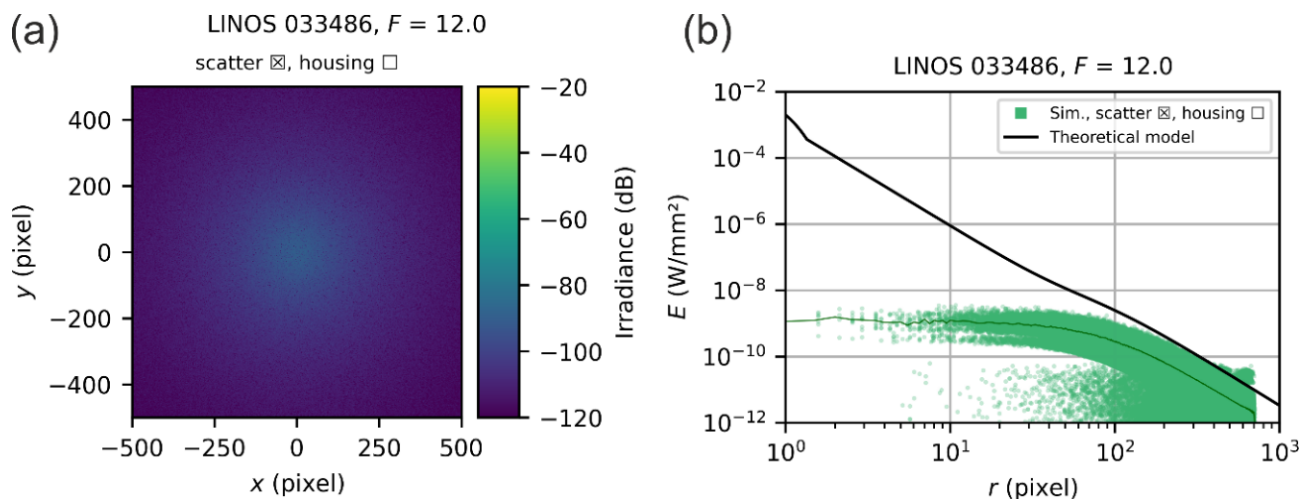 (a)
LINOS 033486, F = 12.0
scatter ☒, housing ☐
400
200
0
−200
−400
y (pixel)
−500
−250
0
250
500
x (pixel)
−20
−40
−60
−80
−100
−120
Irradiance (dB)
(b)
LINOS 033486, F = 12.0
Sim., scatter ☒, housing ☐
Theoretical model
10⁻²
10⁻⁴
10⁻⁶
10⁻⁸
10⁻¹⁰
10⁻¹²
E (W/mm²)
10⁰
10¹
10²
10³
r (pixel)